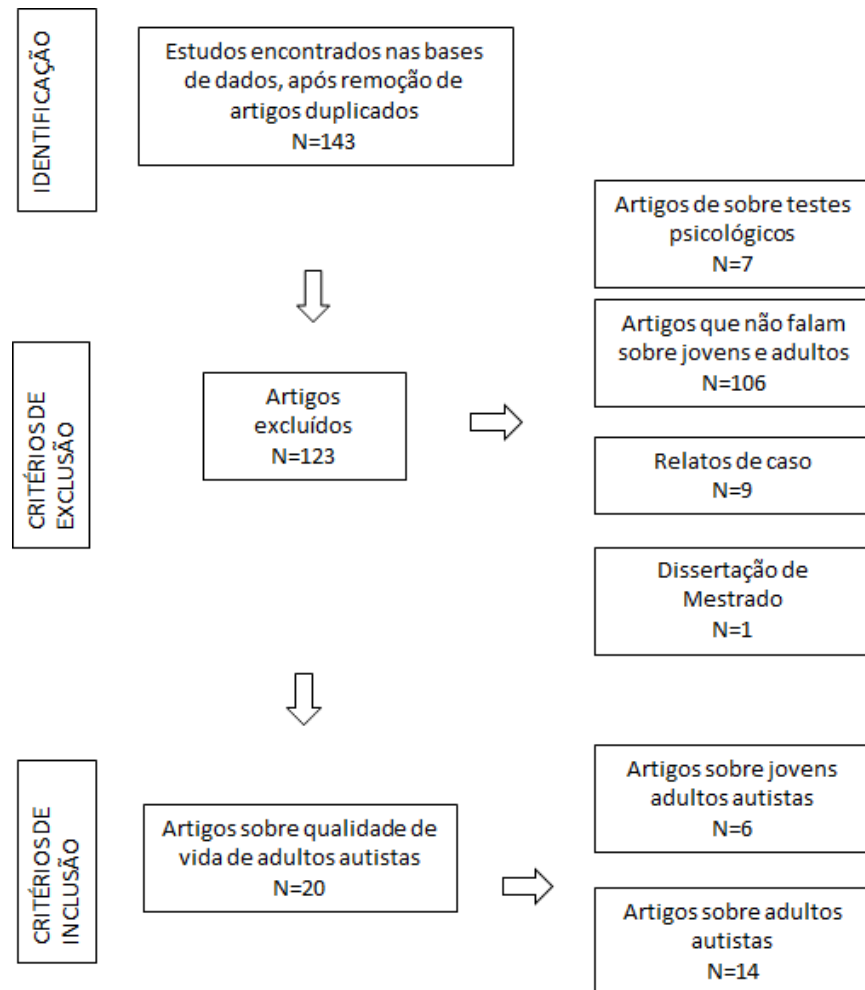 IDENTIFICAÇÃO
Estudos encontrados nas bases
de dados, após remoção de
artigos duplicados
N=143
Artigos de sobre testes
psicológicos
N=7
Artigos que não falam
sobre jovens e adultos
N=106
CRITÉRIOS DE
EXCLUSÃO
Artigos
excluídos
N=123
Relatos de caso
N=9
Dissertação de
Mestrado
N=1
CRITÉRIOS DE
INCLUSÃO
Artigos sobre qualidade de
vida de adultos autistas
N=20
Artigos sobre jovens
adultos autistas
N=6
Artigos sobre adultos
autistas
N=14